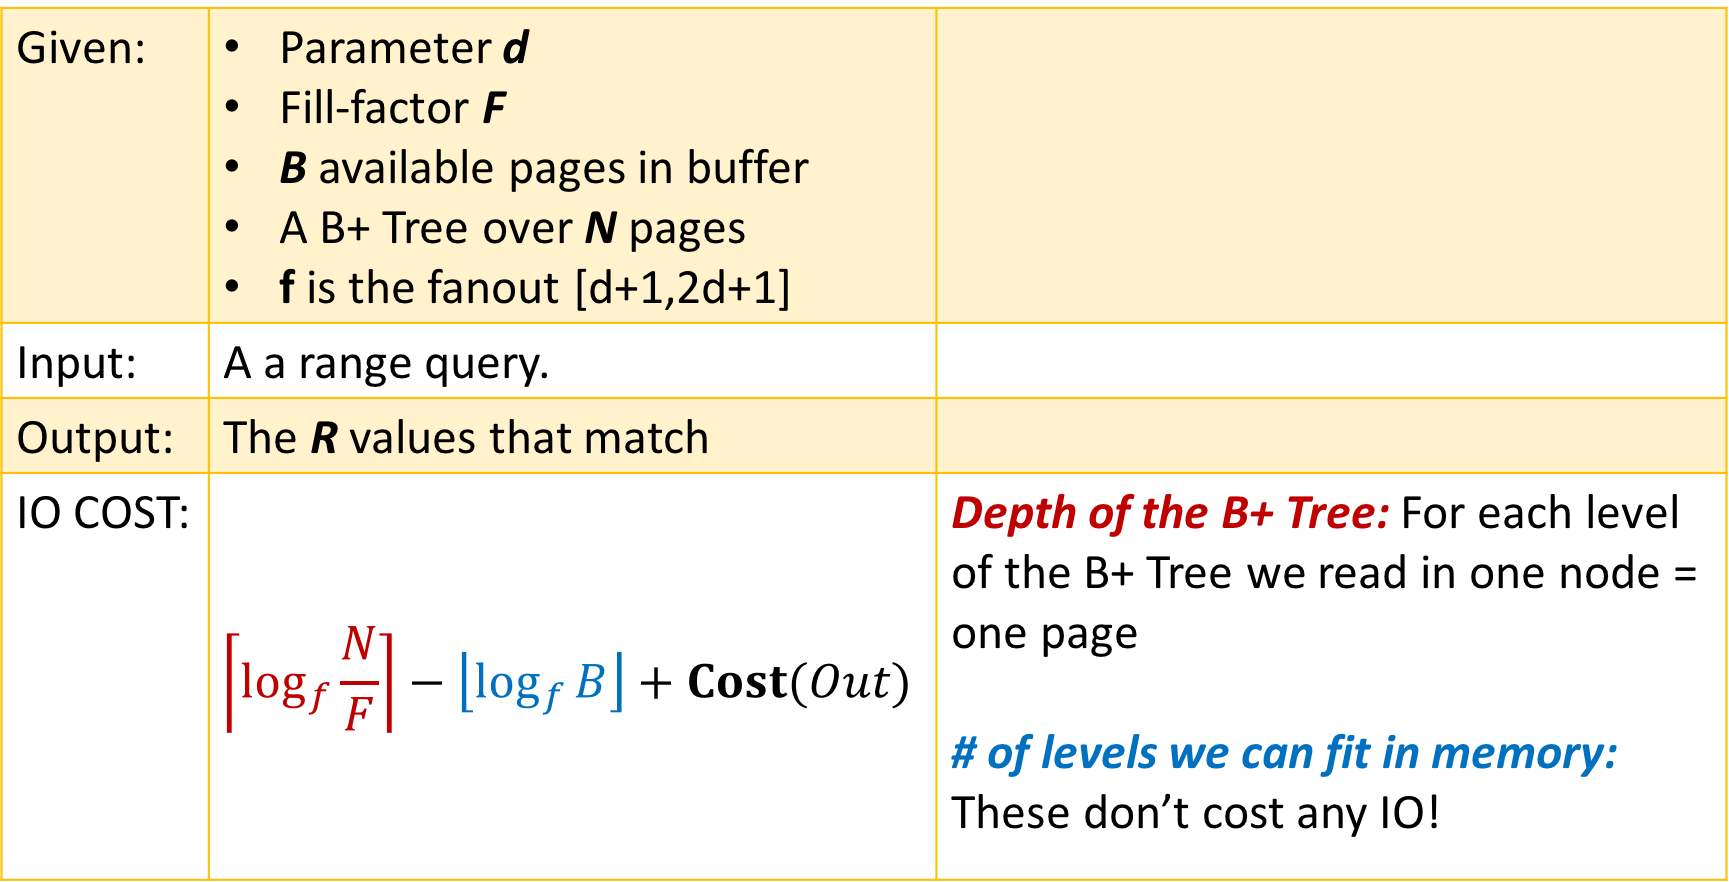 Given:
• Parameter d
• Fill-factor F
• B available pages in buffer
• A B+ Tree over N pages
• f is the fanout [d+1,2d+1]
Input:
A a range query.
Output:
The R values that match
IO COST:
⌈log_f N/F⌉ − ⌊log_f B⌋ + Cost(Out)
Depth of the B+ Tree: For each level
of the B+ Tree we read in one node =
one page
# of levels we can fit in memory:
These don’t cost any IO!